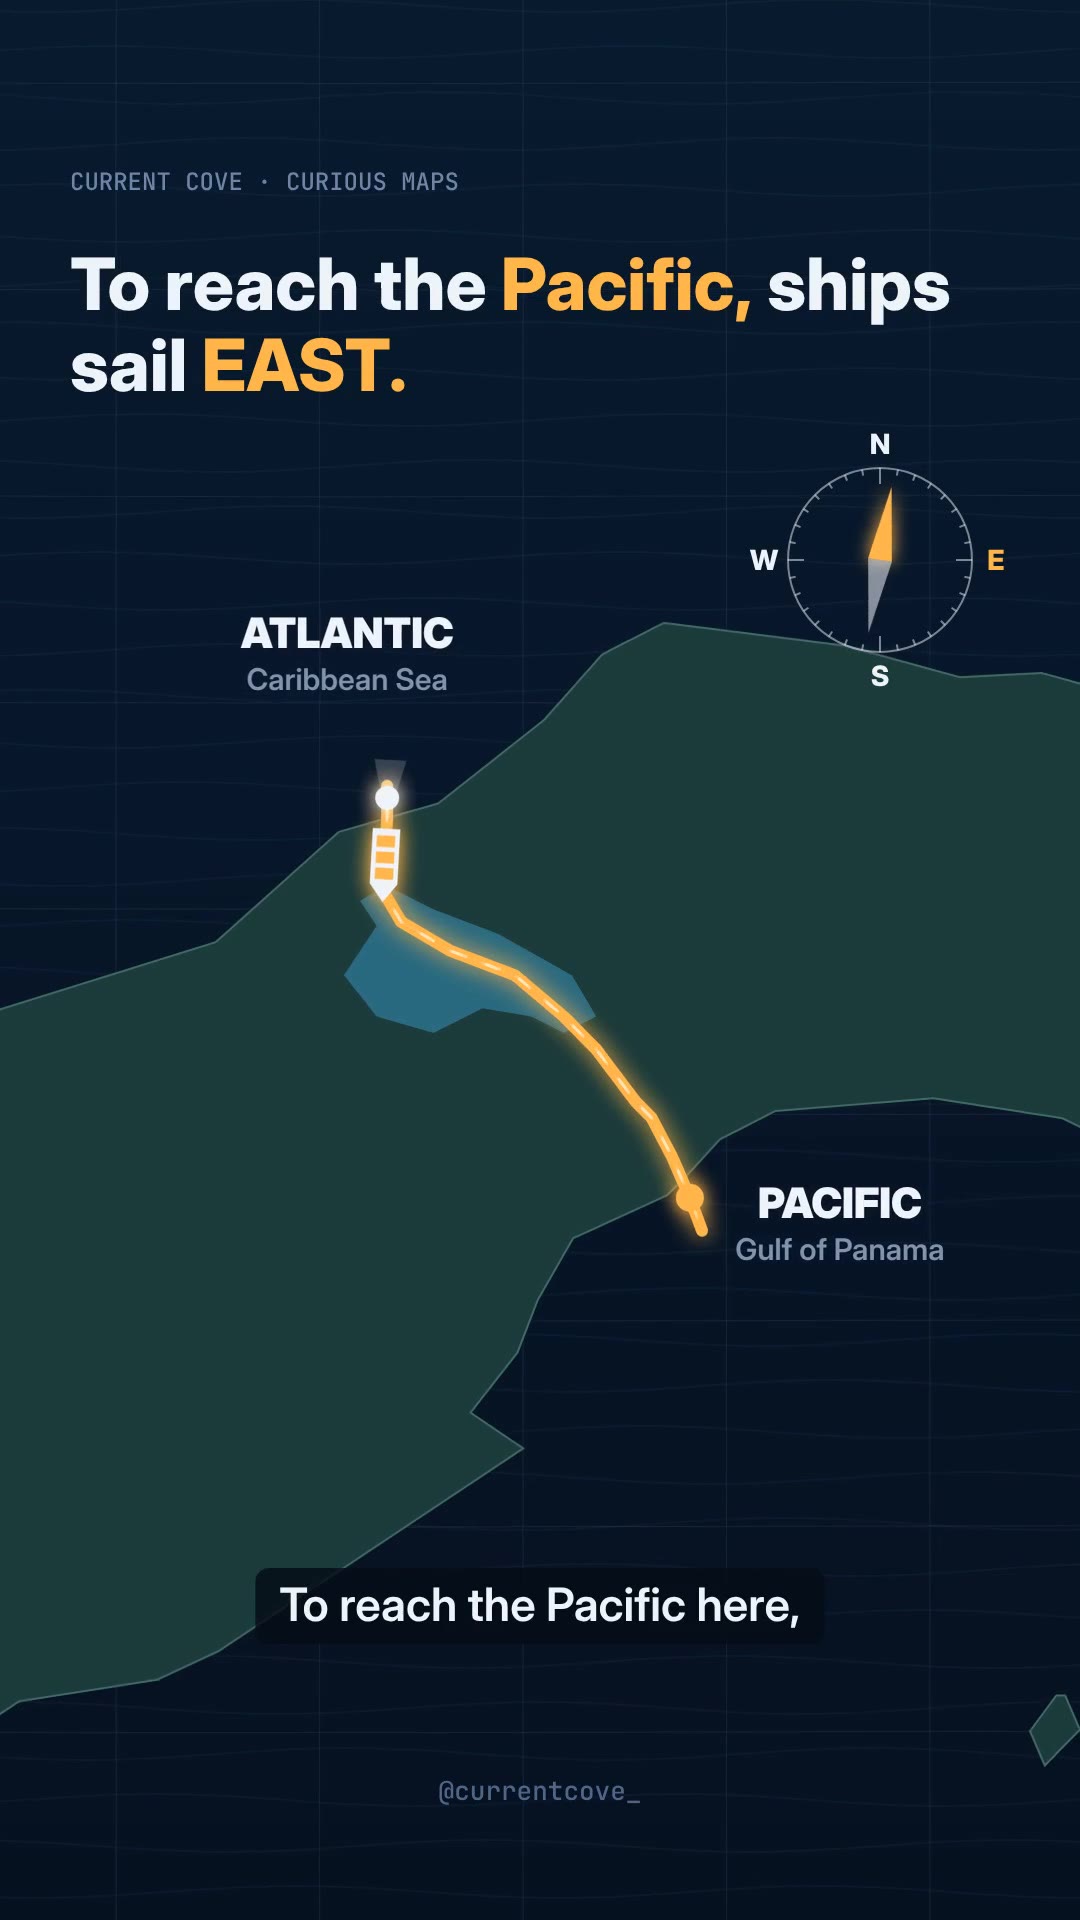 CURRENT COVE · CURIOUS MAPS
To reach the Pacific, ships
sail EAST.
N
W
E
S
ATLANTIC
Caribbean Sea
PACIFIC
Gulf of Panama
To reach the Pacific here,
@currentcove_